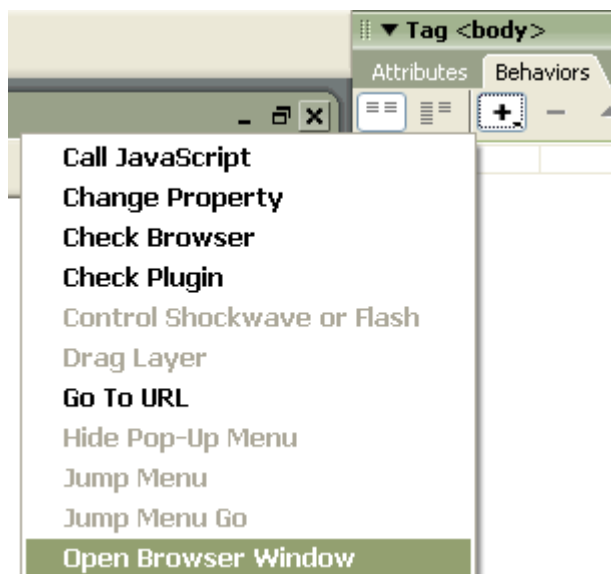 Tag <body>
Attributes Behaviors
Call JavaScript
Change Property
Check Browser
Check Plugin
Control Shockwave or Flash
Drag Layer
Go To URL
Hide Pop-Up Menu
Jump Menu
Jump Menu Go
Open Browser Window